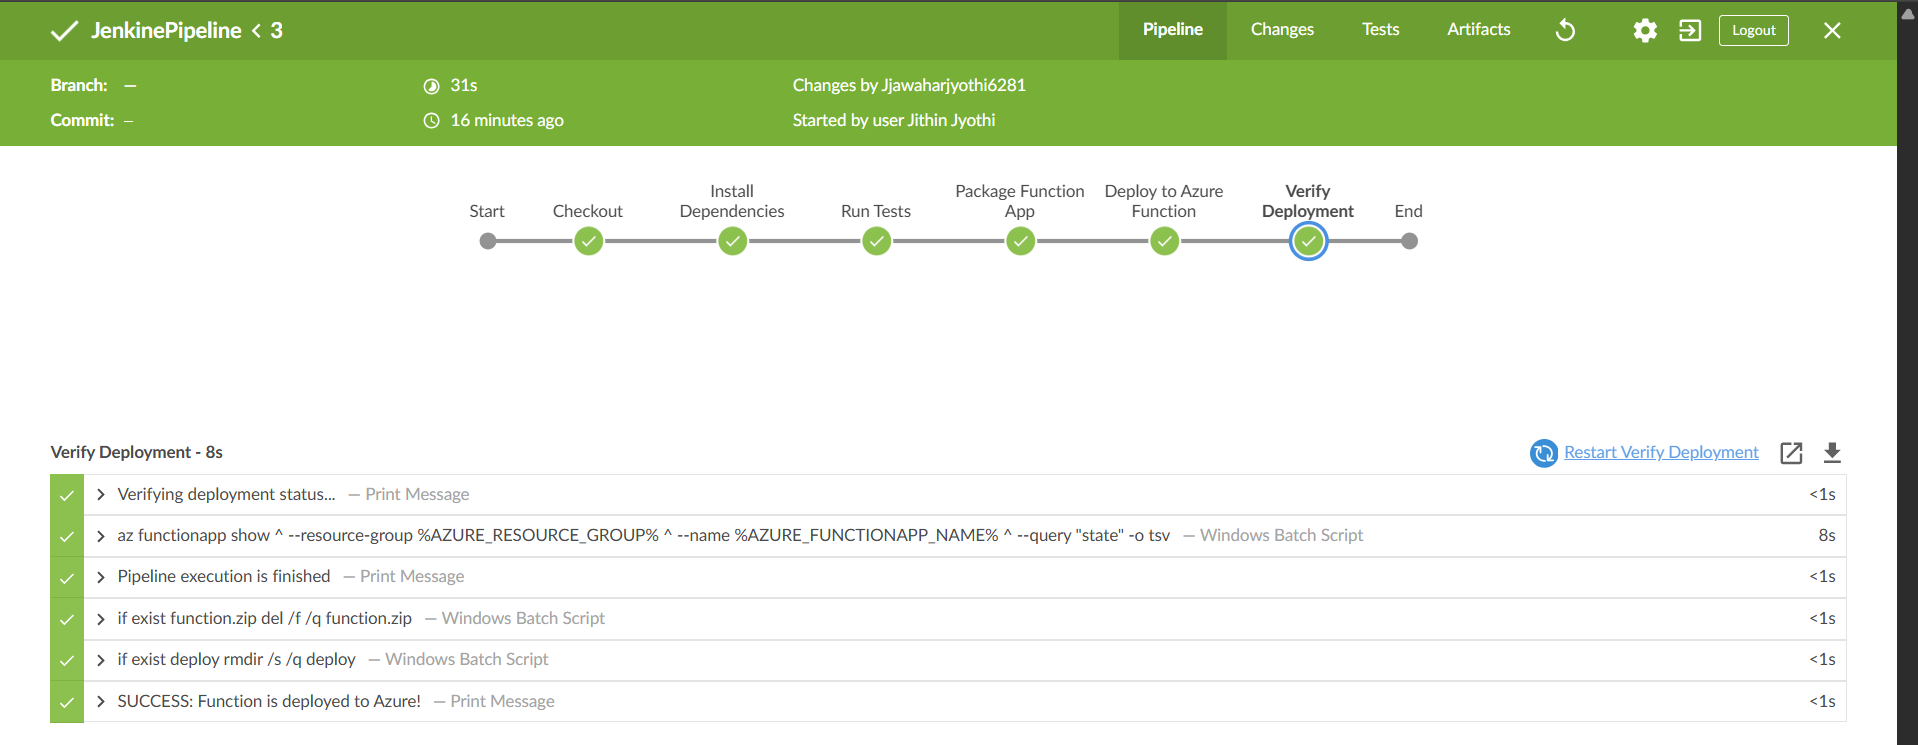 JenkinePipeline < 3
Pipeline
Changes
Tests
Artifacts
Logout
Branch: —
31s
Changes by Jjawaharjyothi6281
Commit: —
16 minutes ago
Started by user Jithin Jyothi
Start
Checkout
Install
Dependencies
Run Tests
Package Function
App
Deploy to Azure
Function
Verify
Deployment
End
Verify Deployment - 8s
Restart Verify Deployment
Verifying deployment status... — Print Message <1s
az functionapp show ^ --resource-group %AZURE_RESOURCE_GROUP% ^ --name %AZURE_FUNCTIONAPP_NAME% ^ --query "state" -o tsv — Windows Batch Script 8s
Pipeline execution is finished — Print Message <1s
if exist function.zip del /f /q function.zip — Windows Batch Script <1s
if exist deploy rmdir /s /q deploy — Windows Batch Script <1s
SUCCESS: Function is deployed to Azure! — Print Message <1s